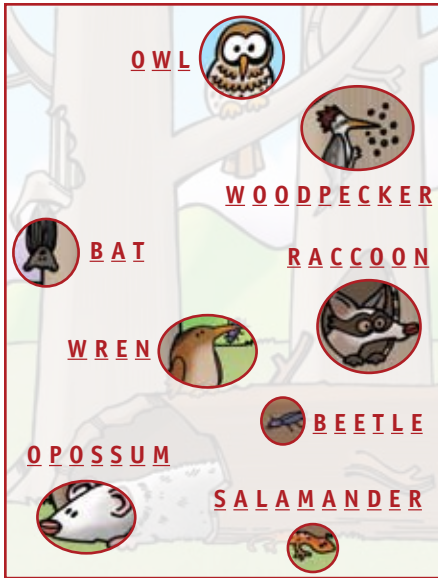 OWL
WOODPECKER
BAT
RACCOON
WREN
BEETLE
OPOSSUM
SALAMANDER